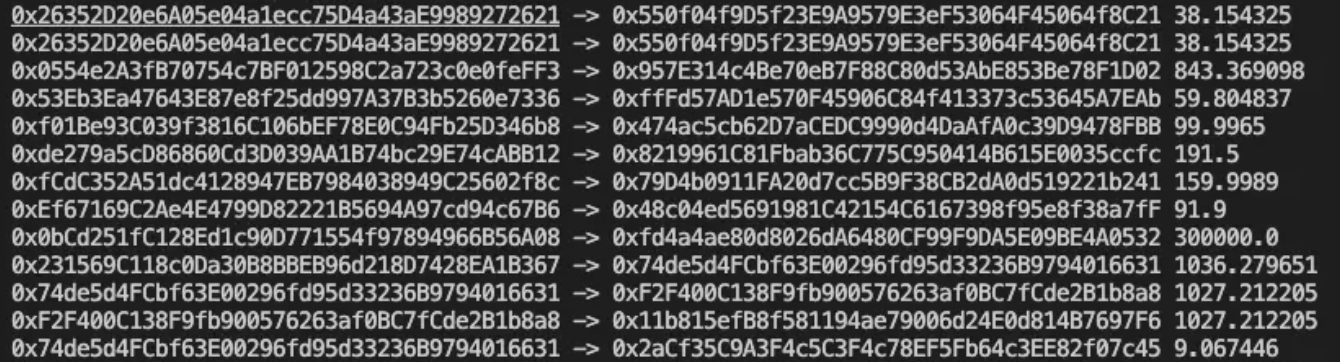 0x26352D20e6A05e04a1ecc75D4a43aE9989272621 -> 0x550f04f9D5f23E9A9579E3eF53064F45064f8C21 38.154325
0x26352D20e6A05e04a1ecc75D4a43aE9989272621 -> 0x550f04f9D5f23E9A9579E3eF53064F45064f8C21 38.154325
0x0554e2A3fB70754c7BF012598C2a723c0e0feFF3 -> 0x957E314c4Be70eB7F88C80d53AbE853Be78F1D02 843.369098
0x53Eb3Ea47643E87e8f25dd997A37B3b5260e7336 -> 0xffFd57AD1e570F45906C84f413373c53645A7EAb 59.804837
0xf01Be93C039f3816C106bEF78E0C94Fb25D346b8 -> 0x474ac5cb62D7aCEDC9990d4DaAfA0c39D9478FBB 99.9965
0xde279a5cD86860Cd3D039AA1B74bc29E74cABB12 -> 0x8219961C81Fbab36C775C950414B615E0035ccfc 191.5
0xfCdC352A51dc4128947EB7984038949C25602f8c -> 0x79D4b0911FA20d7cc5B9F38CB2dA0d519221b241 159.9989
0xEf67169C2Ae4E4799D82221B5694A97cd94c67B6 -> 0x48c04ed5691981C42154C6167398f95e8f38a7fF 91.9
0x0bCd251fC128Ed1c90D771554f97894966B56A08 -> 0xfd4a4ae80d8026dA6480CF99F9DA5E09BE4A0532 300000.0
0x231569C118c0Da30B8BBEB96d218D7428EA1B367 -> 0x74de5d4FCbf63E00296fd95d33236B9794016631 1036.279651
0x74de5d4FCbf63E00296fd95d33236B9794016631 -> 0xF2F400C138F9fb900576263af0BC7fCde2B1b8a8 1027.212205
0xF2F400C138F9fb900576263af0BC7fCde2B1b8a8 -> 0x11b815efB8f581194ae79006d24E0d814B7697F6 1027.212205
0x74de5d4FCbf63E00296fd95d33236B9794016631 -> 0x2aCf35C9A3F4c5C3F4c78EF5Fb64c3EE82f07c45 9.067446